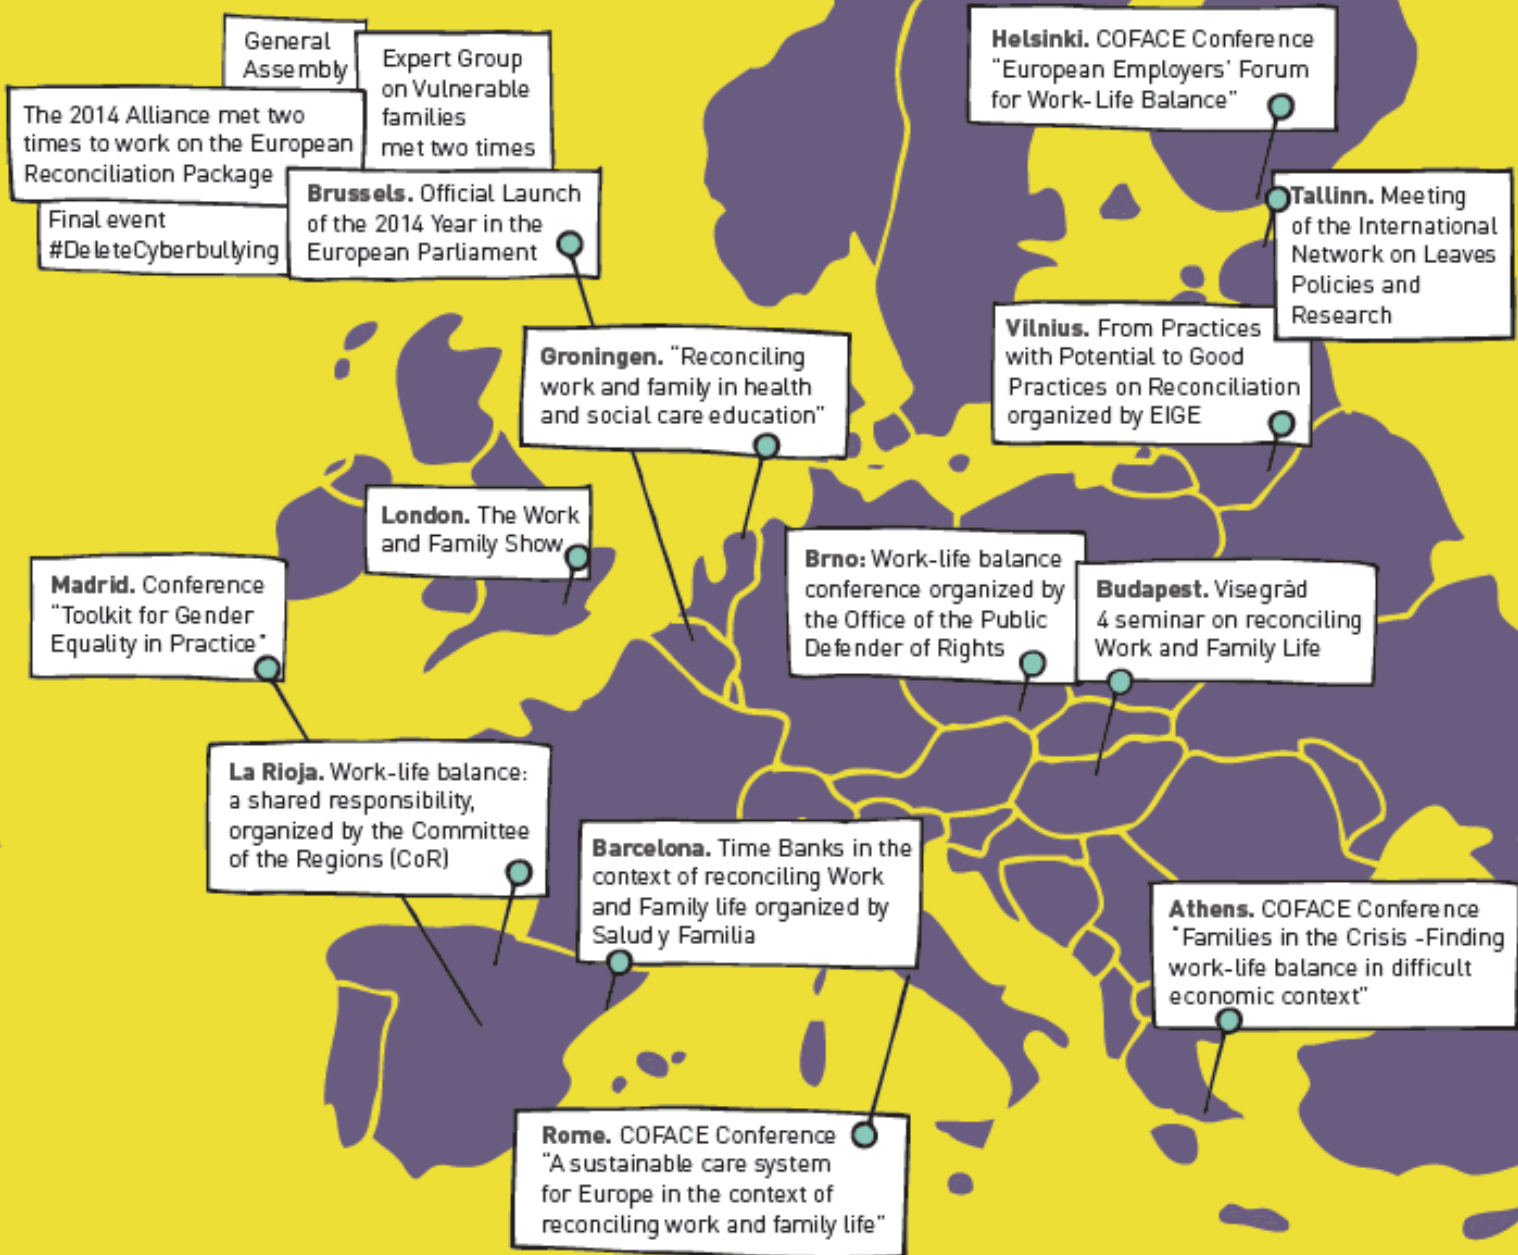 General
Assembly
Expert Group
on Vulnerable
families
met two times
The 2014 Alliance met two
times to work on the European
Reconciliation Package
Final event
#DeleteCyberbullying
Brussels. Official Launch
of the 2014 Year in the
European Parliament
Helsinki. COFACE Conference
"European Employers' Forum
for Work-Life Balance"
Tallinn. Meeting
of the International
Network on Leaves
Policies and
Research
Vilnius. From Practices
with Potential to Good
Practices on Reconciliation
organized by EIGE
Groningen. "Reconciling
work and family in health
and social care education"
London. The Work
and Family Show
Madrid. Conference
"Toolkit for Gender
Equality in Practice"
Brno: Work-life balance
conference organized by
the Office of the Public
Defender of Rights
Budapest. Visegrád
4 seminar on reconciling
Work and Family Life
La Rioja. Work-life balance:
a shared responsibility,
organized by the Committee
of the Regions (CoR)
Barcelona. Time Banks in the
context of reconciling Work
and Family life organized by
Salud y Familia
Athens. COFACE Conference
"Families in the Crisis -Finding
work-life balance in difficult
economic context"
Rome. COFACE Conference
"A sustainable care system
for Europe in the context of
reconciling work and family life"